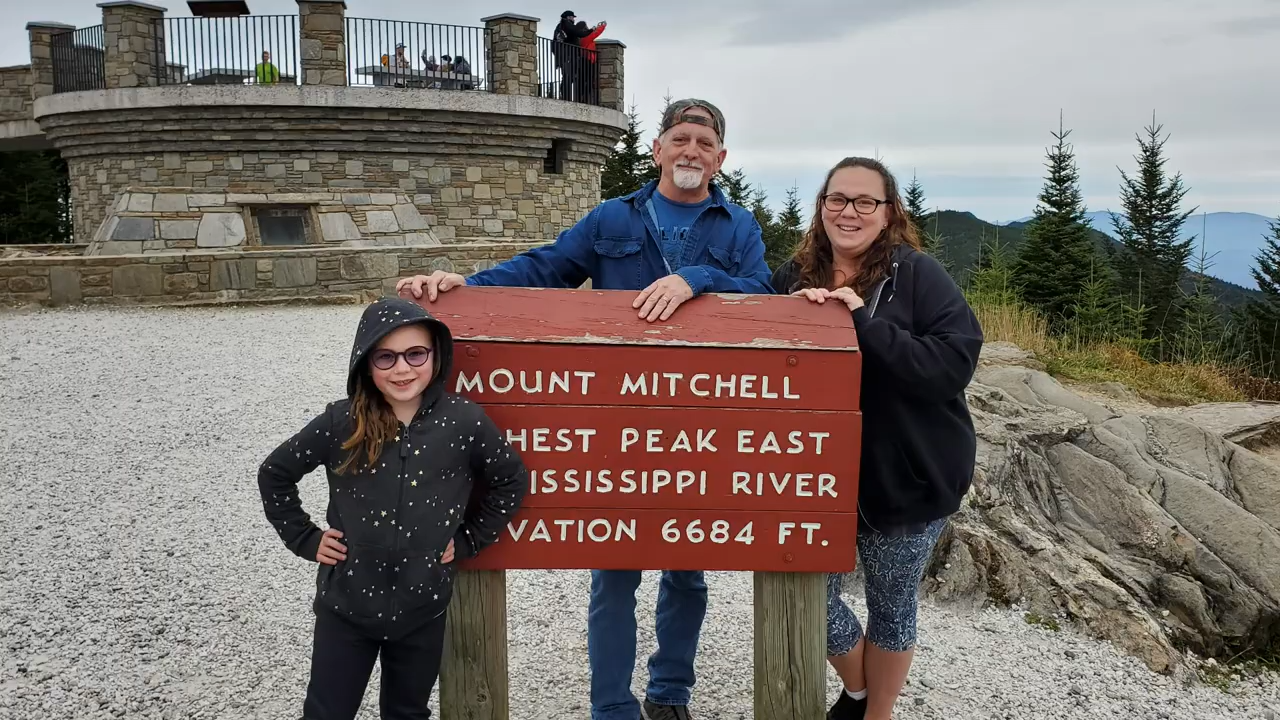 MOUNT MITCHELL
HEST PEAK EAST
ISSISSIPPI RIVER
VATION 6684 FT.